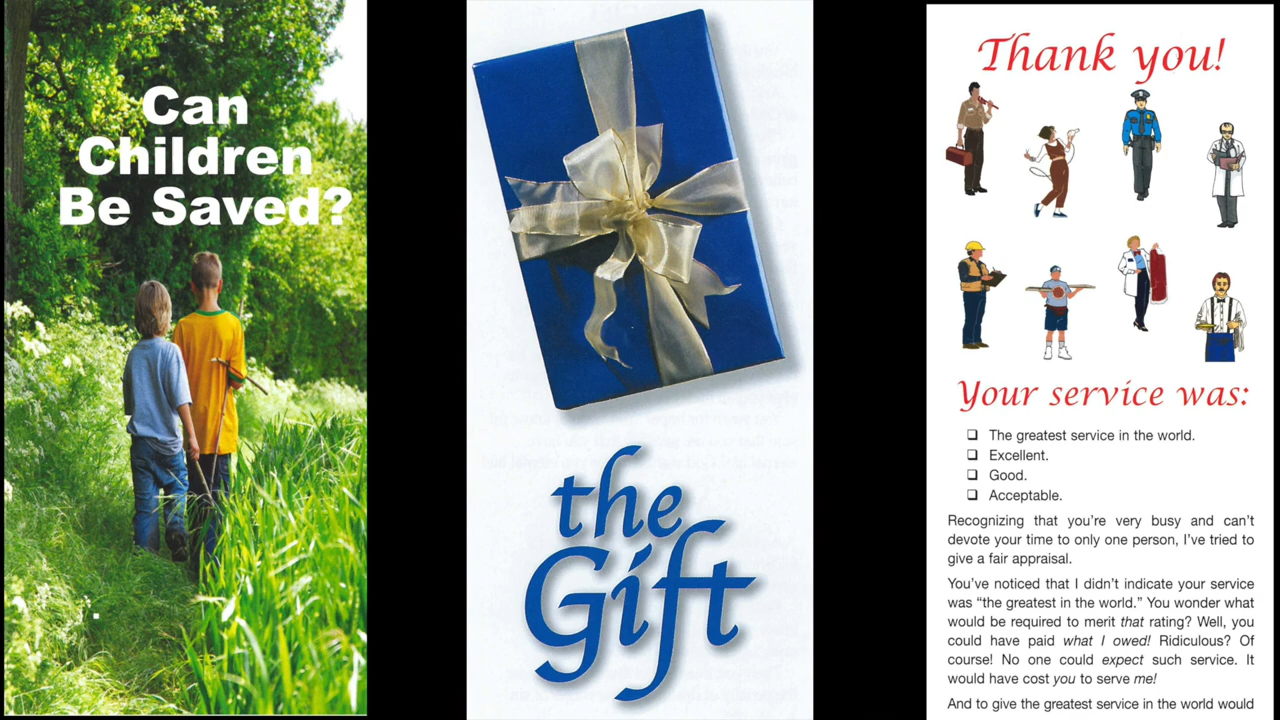 Can
Children
Be Saved?
the
Gift
Thank you!
Your service was:
❑ The greatest service in the world.
❑ Excellent.
❑ Good.
❑ Acceptable.
Recognizing that you're very busy and can't
devote your time to only one person, I've tried to
give a fair appraisal.
You've noticed that I didn't indicate your service
was “the greatest in the world.” You wonder what
would be required to merit that rating? Well, you
could have paid what I owed! Ridiculous? Of
course! No one could expect such service. It
would have cost you to serve me!
And to give the greatest service in the world would